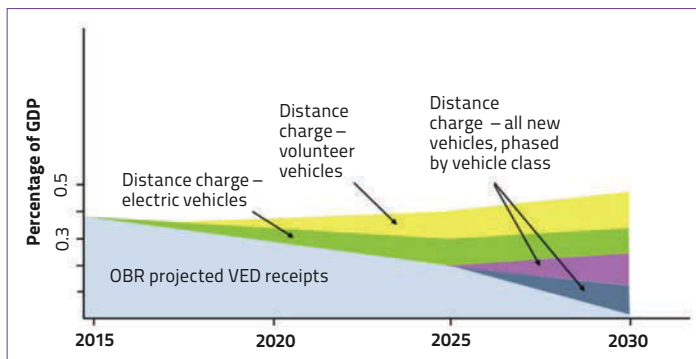 Percentage of GDP
0.5
0.3
Distance
charge –
volunteer
vehicles
Distance
charge – all new
vehicles, phased
by vehicle class
Distance charge –
electric vehicles
OBR projected VED receipts
2015
2020
2025
2030